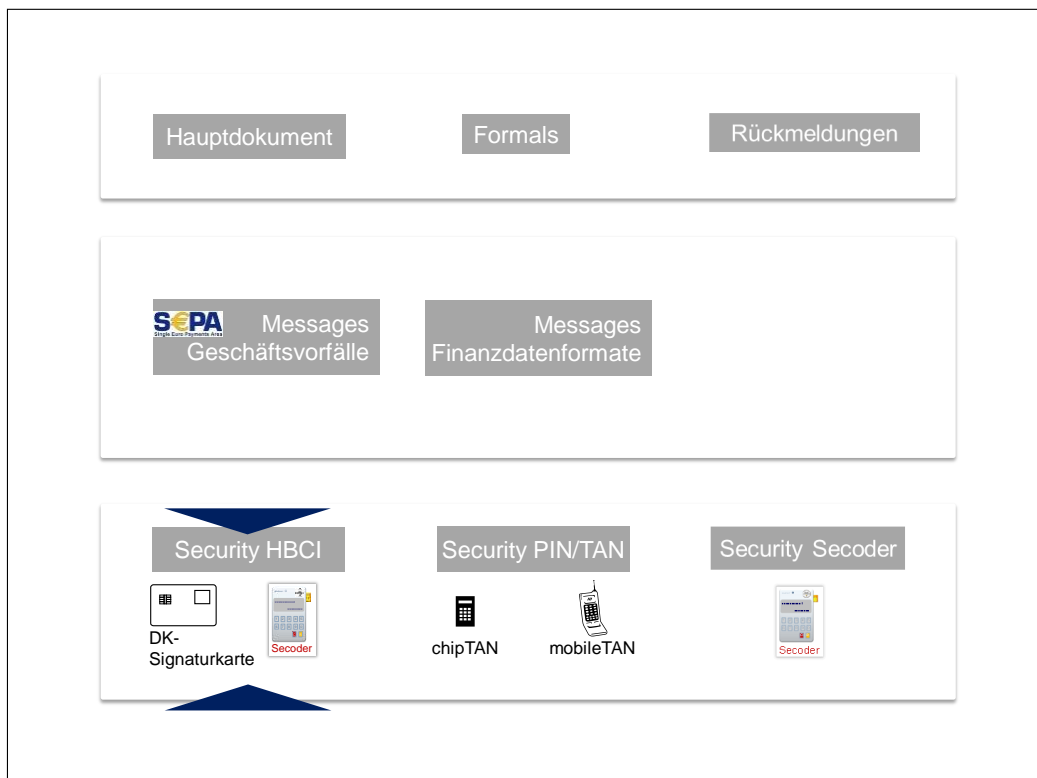 Hauptdokument
Formals
Rückmeldungen
S€PA
Single Euro Payments Area
Messages
Geschäftsvorfälle
Messages
Finanzdatenformate
Security HBCI
Security PIN/TAN
Security Secoder
DK-
Signaturkarte
Secoder
chipTAN
mobileTAN
Secoder